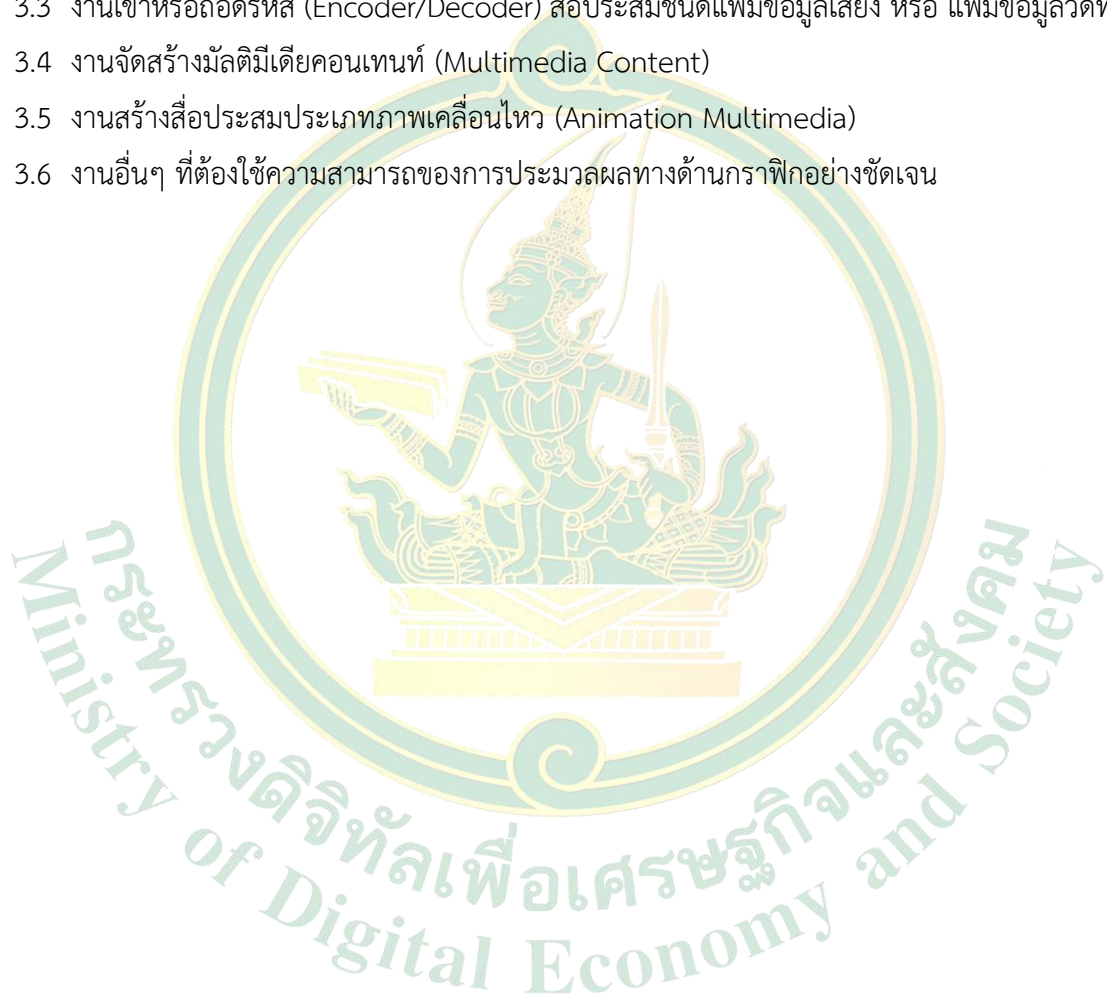 3.3 งานเข้าหรือถอดรหัส (Encoder/Decoder) สื่อประสมชนิดแฟ้มข้อมูลเสียง หรือ แฟ้มข้อมูลวีดิทั
3.4 งานจัดสร้างมัลติมีเดียคอนเทนท์ (Multimedia Content)
3.5 งานสร้างสื่อประสมประเภทภาพเคลื่อนไหว (Animation Multimedia)
3.6 งานอื่นๆ ที่ต้องใช้ความสามารถของการประมวลผลทางด้านกราฟิกอย่างชัดเจน
กระทรวงดิจิทัลเพื่อเศรษฐกิจและสังคม
Ministry of Digital Economy and Society